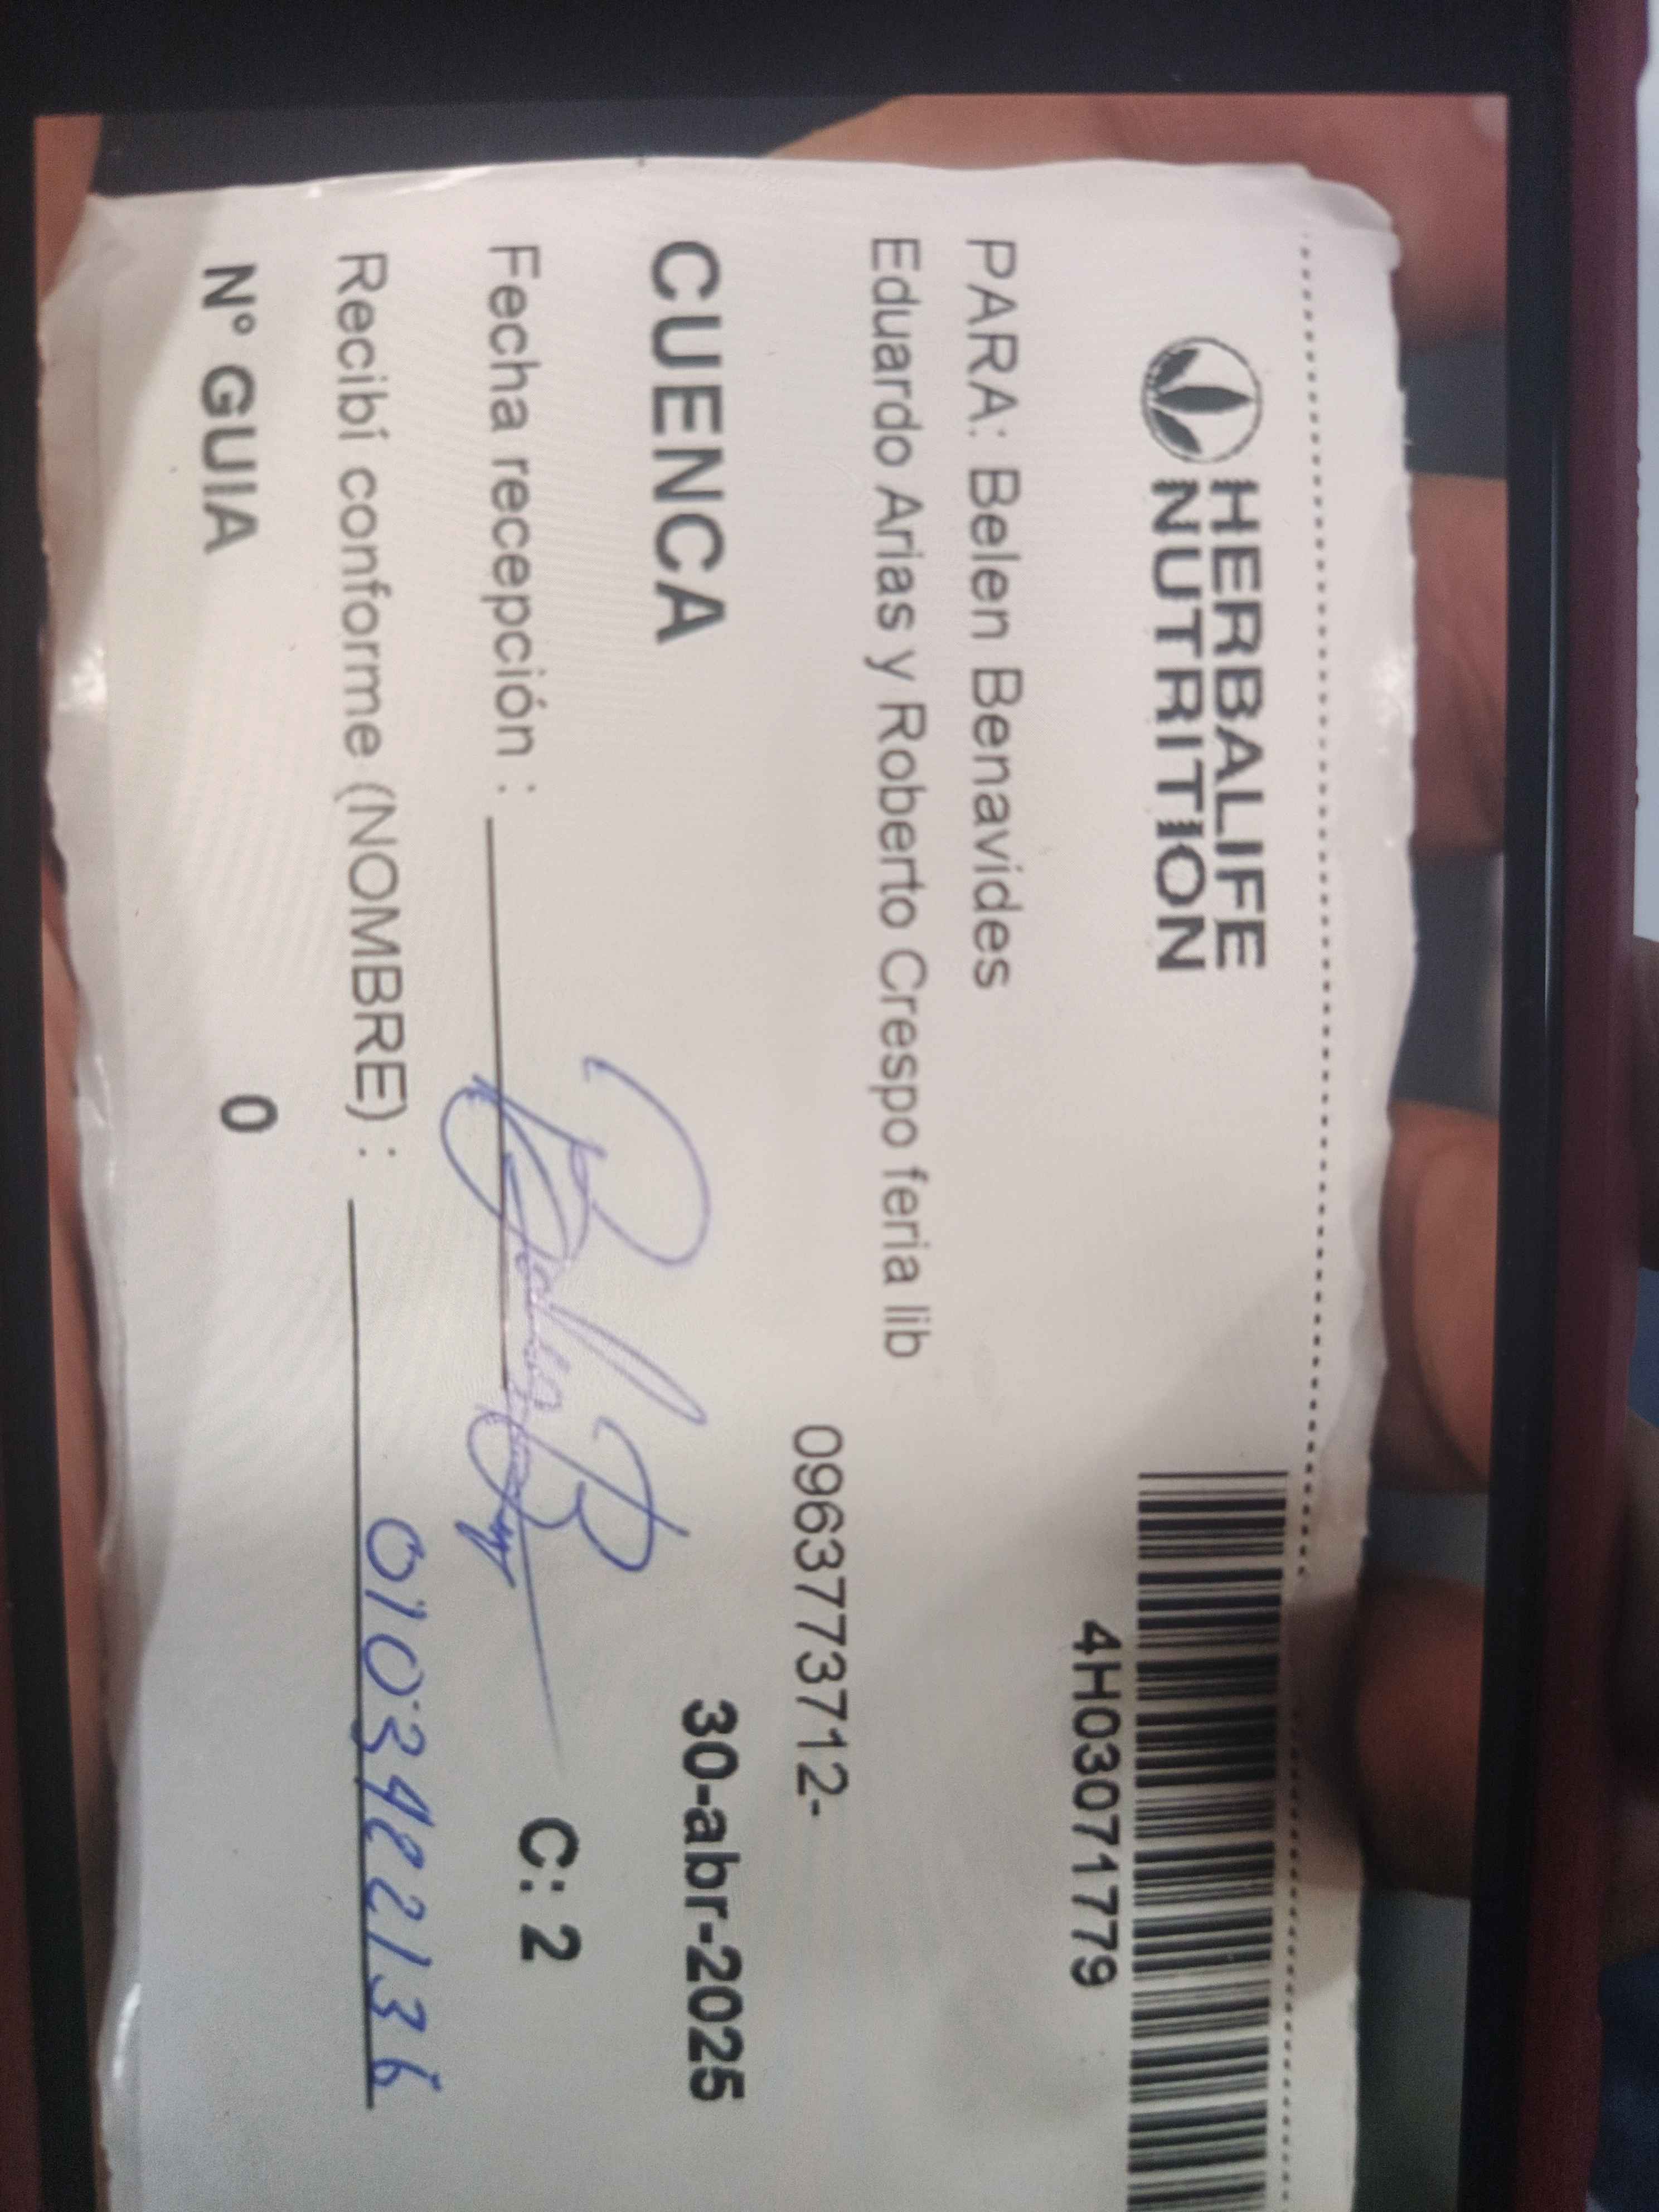 HERBALIFE
NUTRITION
4H03071779
PARA: Belen Benavides
Eduardo Arias y Roberto Crespo feria lib
0963773712-
CUENCA
30-abr-2025
Fecha recepción :
C: 2
Recibí conforme (NOMBRE) :
N° GUIA 0